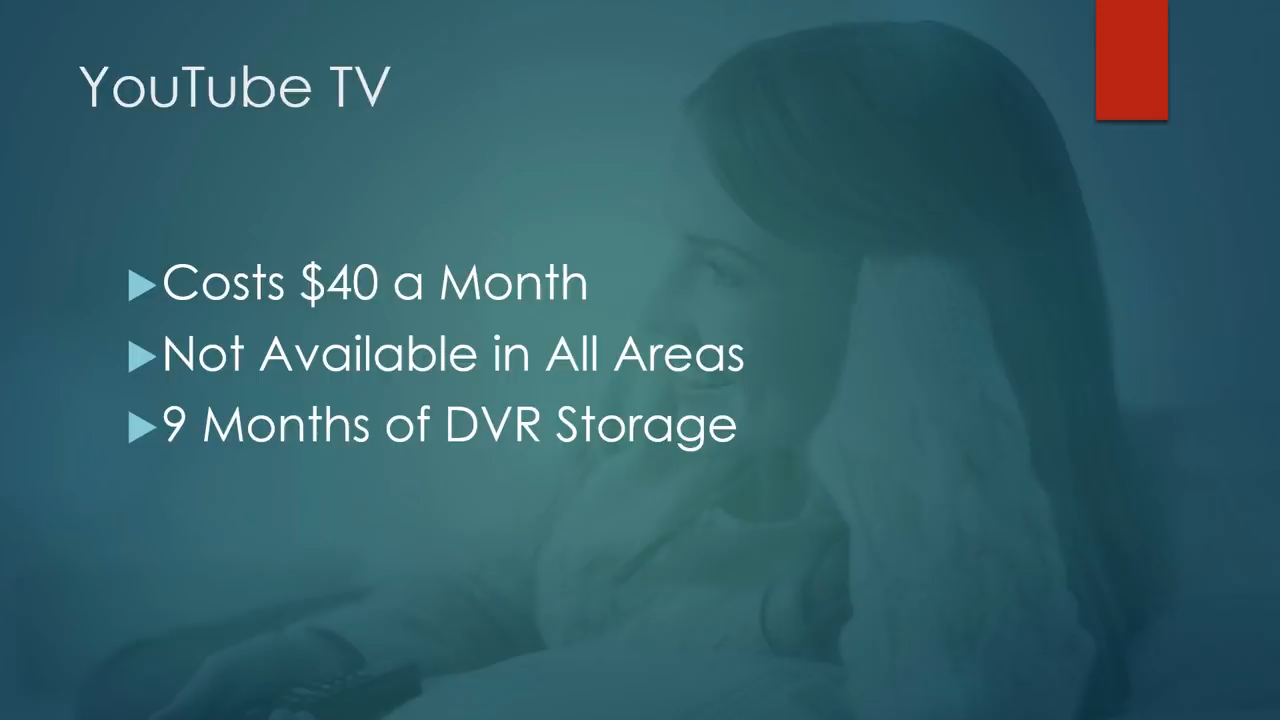 YouTube TV
Costs $40 a Month
Not Available in All Areas
9 Months of DVR Storage